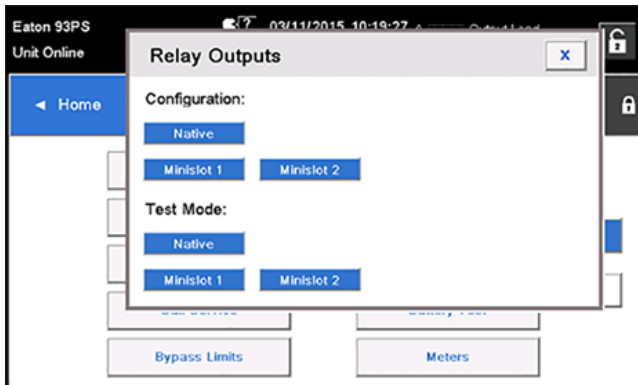 Eaton 93PS
03/11/2015 10:19:27
Unit Online
Relay Outputs
X
◄ Home
Configuration:
Native
Minislot 1 Minislot 2
Test Mode:
Native
Minislot 1 Minislot 2
Bypass Limits Meters